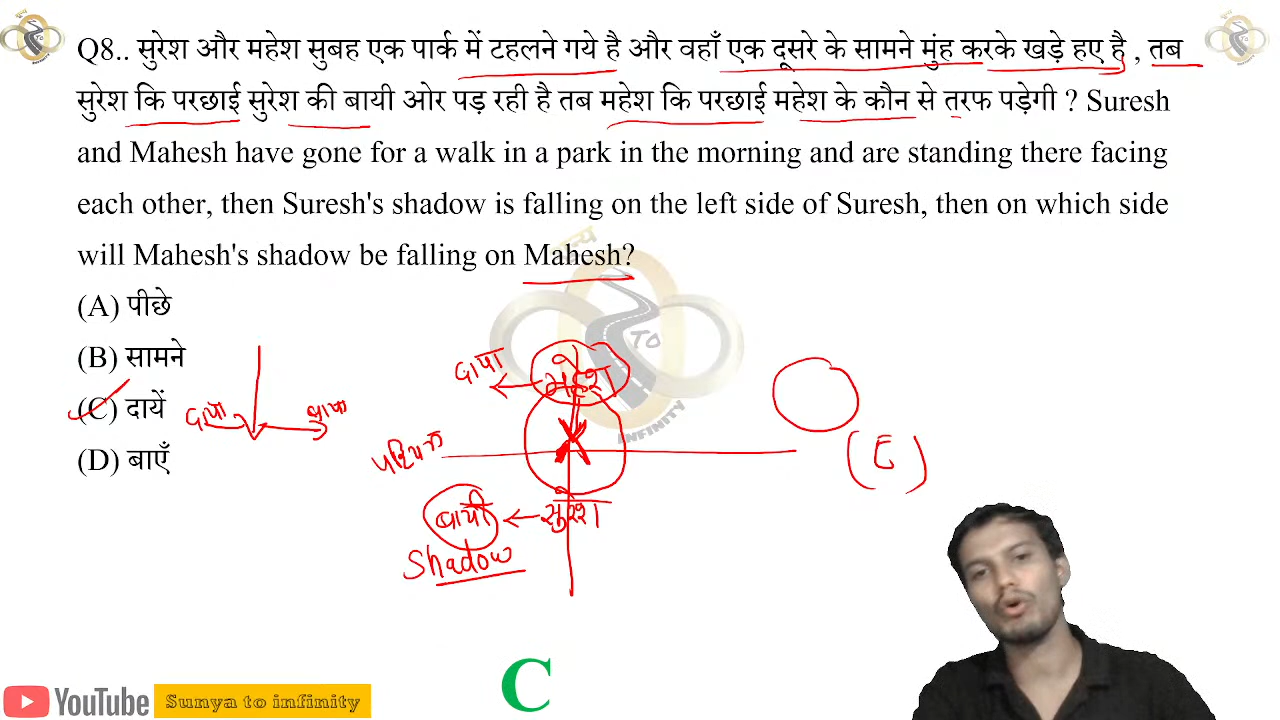 Q8.. सुरेश और महेश सुबह एक पार्क में टहलने गये है और वहाँ एक दूसरे के सामने मुंह करके खड़े हुए है , तब
सुरेश कि परछाई सुरेश की बायी ओर पड़ रही है तब महेश कि परछाई महेश के कौन से तरफ पड़ेगी ? Suresh
and Mahesh have gone for a walk in a park in the morning and are standing there facing
each other, then Suresh's shadow is falling on the left side of Suresh, then on which side
will Mahesh's shadow be falling on Mahesh?
(A) पीछे
(B) सामने
(C) दायें
(D) बाएँ
TO
INFINITY
दाया
महेश
दाया
(E)
बायी
सुरेश
Shadow
C
YouTube
Sunya to infinity